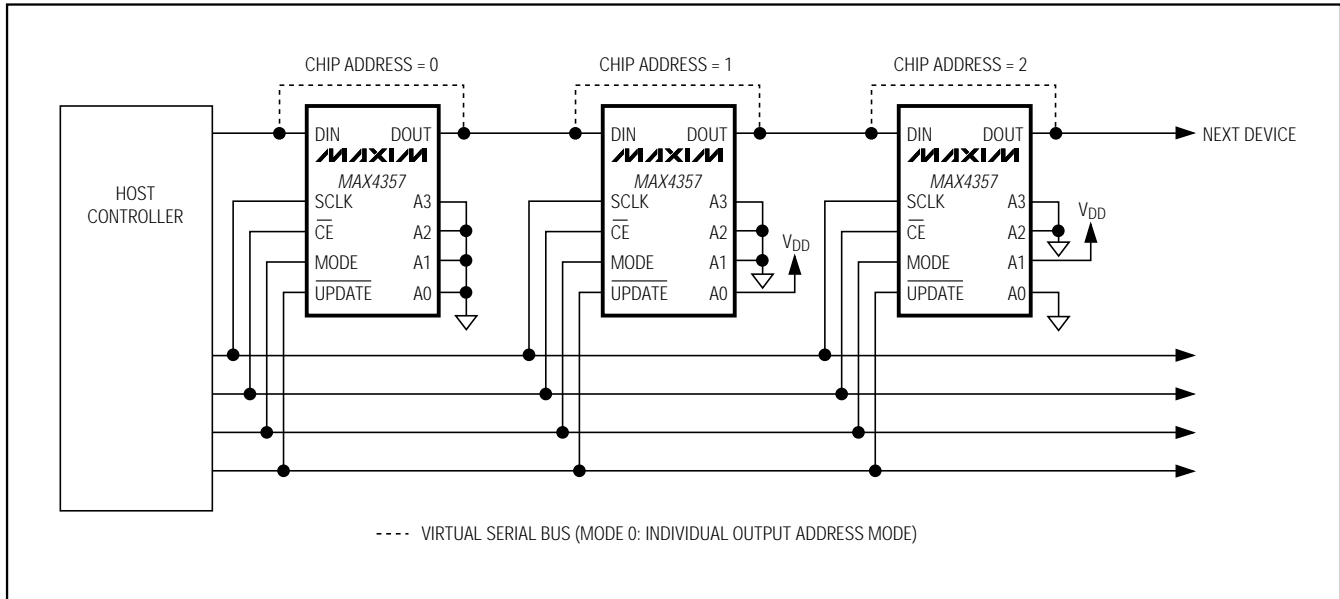 CHIP ADDRESS = 0
CHIP ADDRESS = 1
CHIP ADDRESS = 2
HOST
CONTROLLER
DIN DOUT
MAXIM
MAX4357
SCLK A3
CE A2
MODE A1
UPDATE A0
DIN DOUT
MAXIM
MAX4357
SCLK A3
CE A2
MODE A1
UPDATE A0
VDD
DIN DOUT
MAXIM
MAX4357
SCLK A3
CE A2
MODE A1
UPDATE A0
VDD
NEXT DEVICE
---- VIRTUAL SERIAL BUS (MODE 0: INDIVIDUAL OUTPUT ADDRESS MODE)